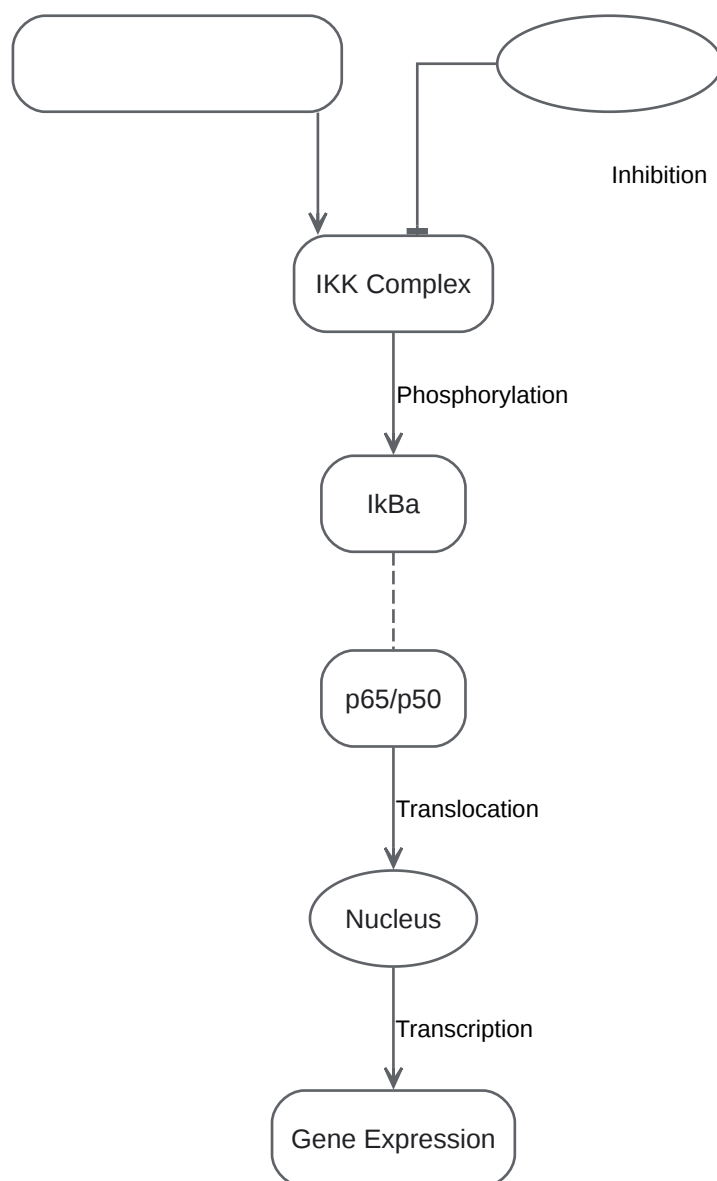 Inhibition
IKK Complex
Phosphorylation
IkBa
p65/p50
Translocation
Nucleus
Transcription
Gene Expression